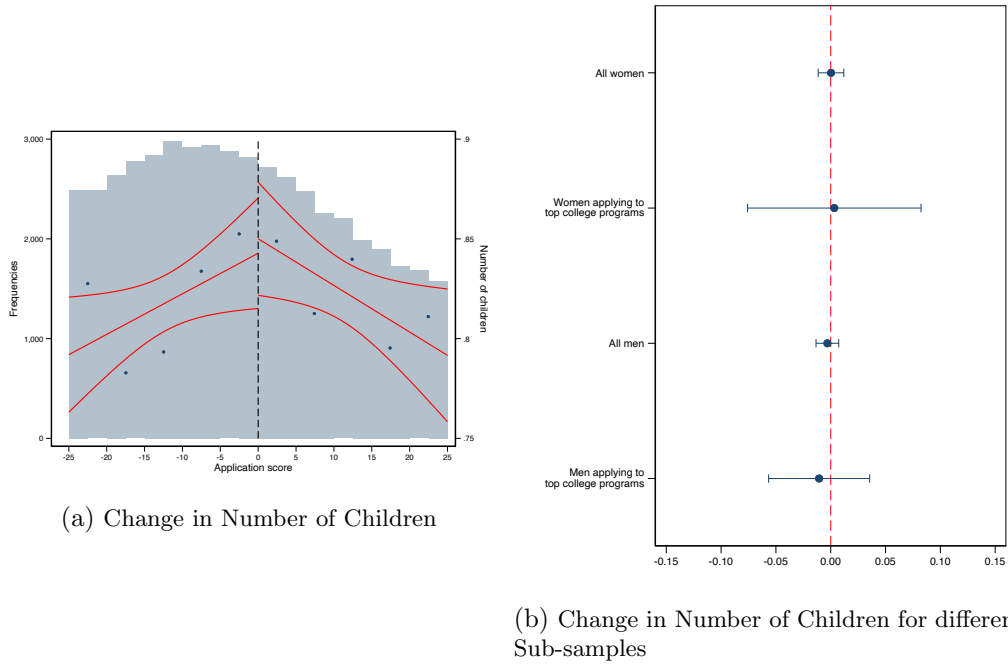 3,000
2,000
1,000
0
Frequencies
.9
.85
.8
.75
Number of children
-25 -20 -15 -10 -5 0 5 10 15 20 25
Application score
(a) Change in Number of Children
All women
Women applying to
top college programs
All men
Men applying to
top college programs
-0.15 -0.10 -0.05 0.00 0.05 0.10 0.15
(b) Change in Number of Children for differen
Sub-samples